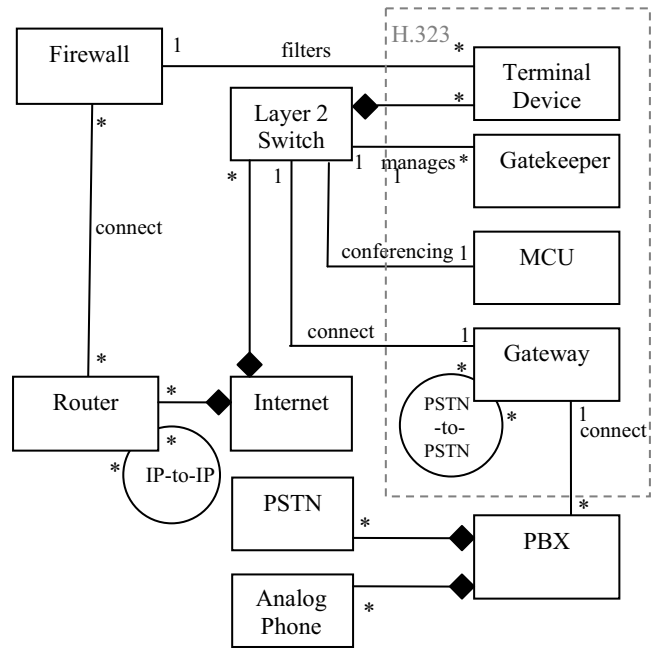 H.323
Firewall
1
filters
*
Terminal
Device
*
Layer 2
Switch
*
*
1
1
manages
1
*
Gatekeeper
conferencing
1
MCU
connect
connect
1
Gateway
*
*
PSTN
-to-
PSTN
1
connect
*
*
Router
*
*
*
IP-to-IP
Internet
PSTN
*
PBX
Analog
Phone
*